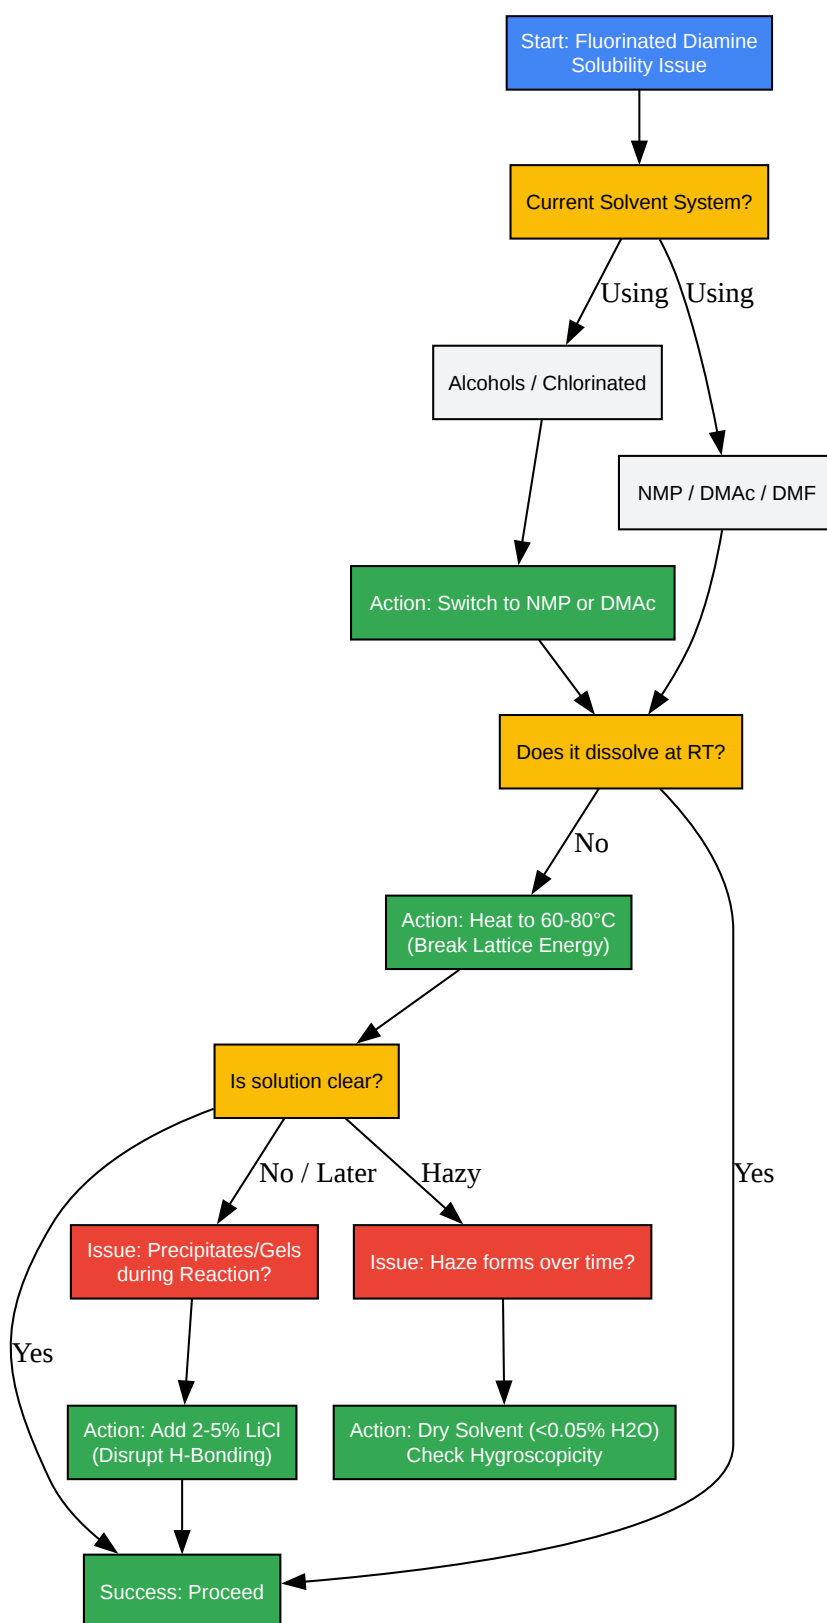 Start: Fluorinated Diamine
Solubility Issue
Current Solvent System?
Using
Using
Alcohols / Chlorinated
NMP / DMAc / DMF
Action: Switch to NMP or DMAc
Does it dissolve at RT?
No
Action: Heat to 60-80°C
(Break Lattice Energy)
Is solution clear?
No / Later
Hazy
Yes
Issue: Precipitates/Gels
during Reaction?
Issue: Haze forms over time?
Yes
Action: Add 2-5% LiCl
(Disrupt H-Bonding)
Action: Dry Solvent (<0.05% H2O)
Check Hygroscopicity
Success: Proceed